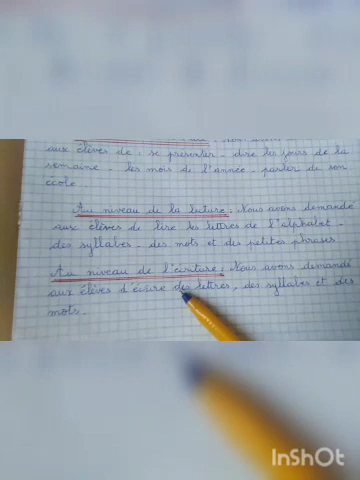 aux élèves de : se présenter - dire les jours de la
semaine - les mois de l'année - parler de son
école
Au niveau de la lecture : Nous avons demandé
aux élèves de lire les lettres de l'alphabet -
des syllabes - des mots et des petites phrases
Au niveau de l'écriture : Nous avons demandé
aux élèves d'écrire des lettres, des syllabes et des
mots.
InShOt